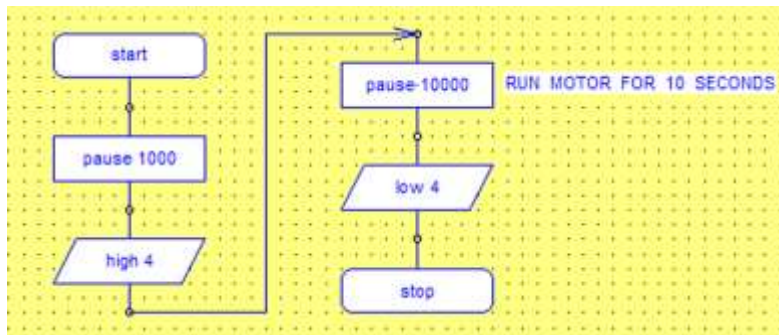 start
pause 1000
high 4
pause 10000 RUN MOTOR FOR 10 SECONDS
low 4
stop